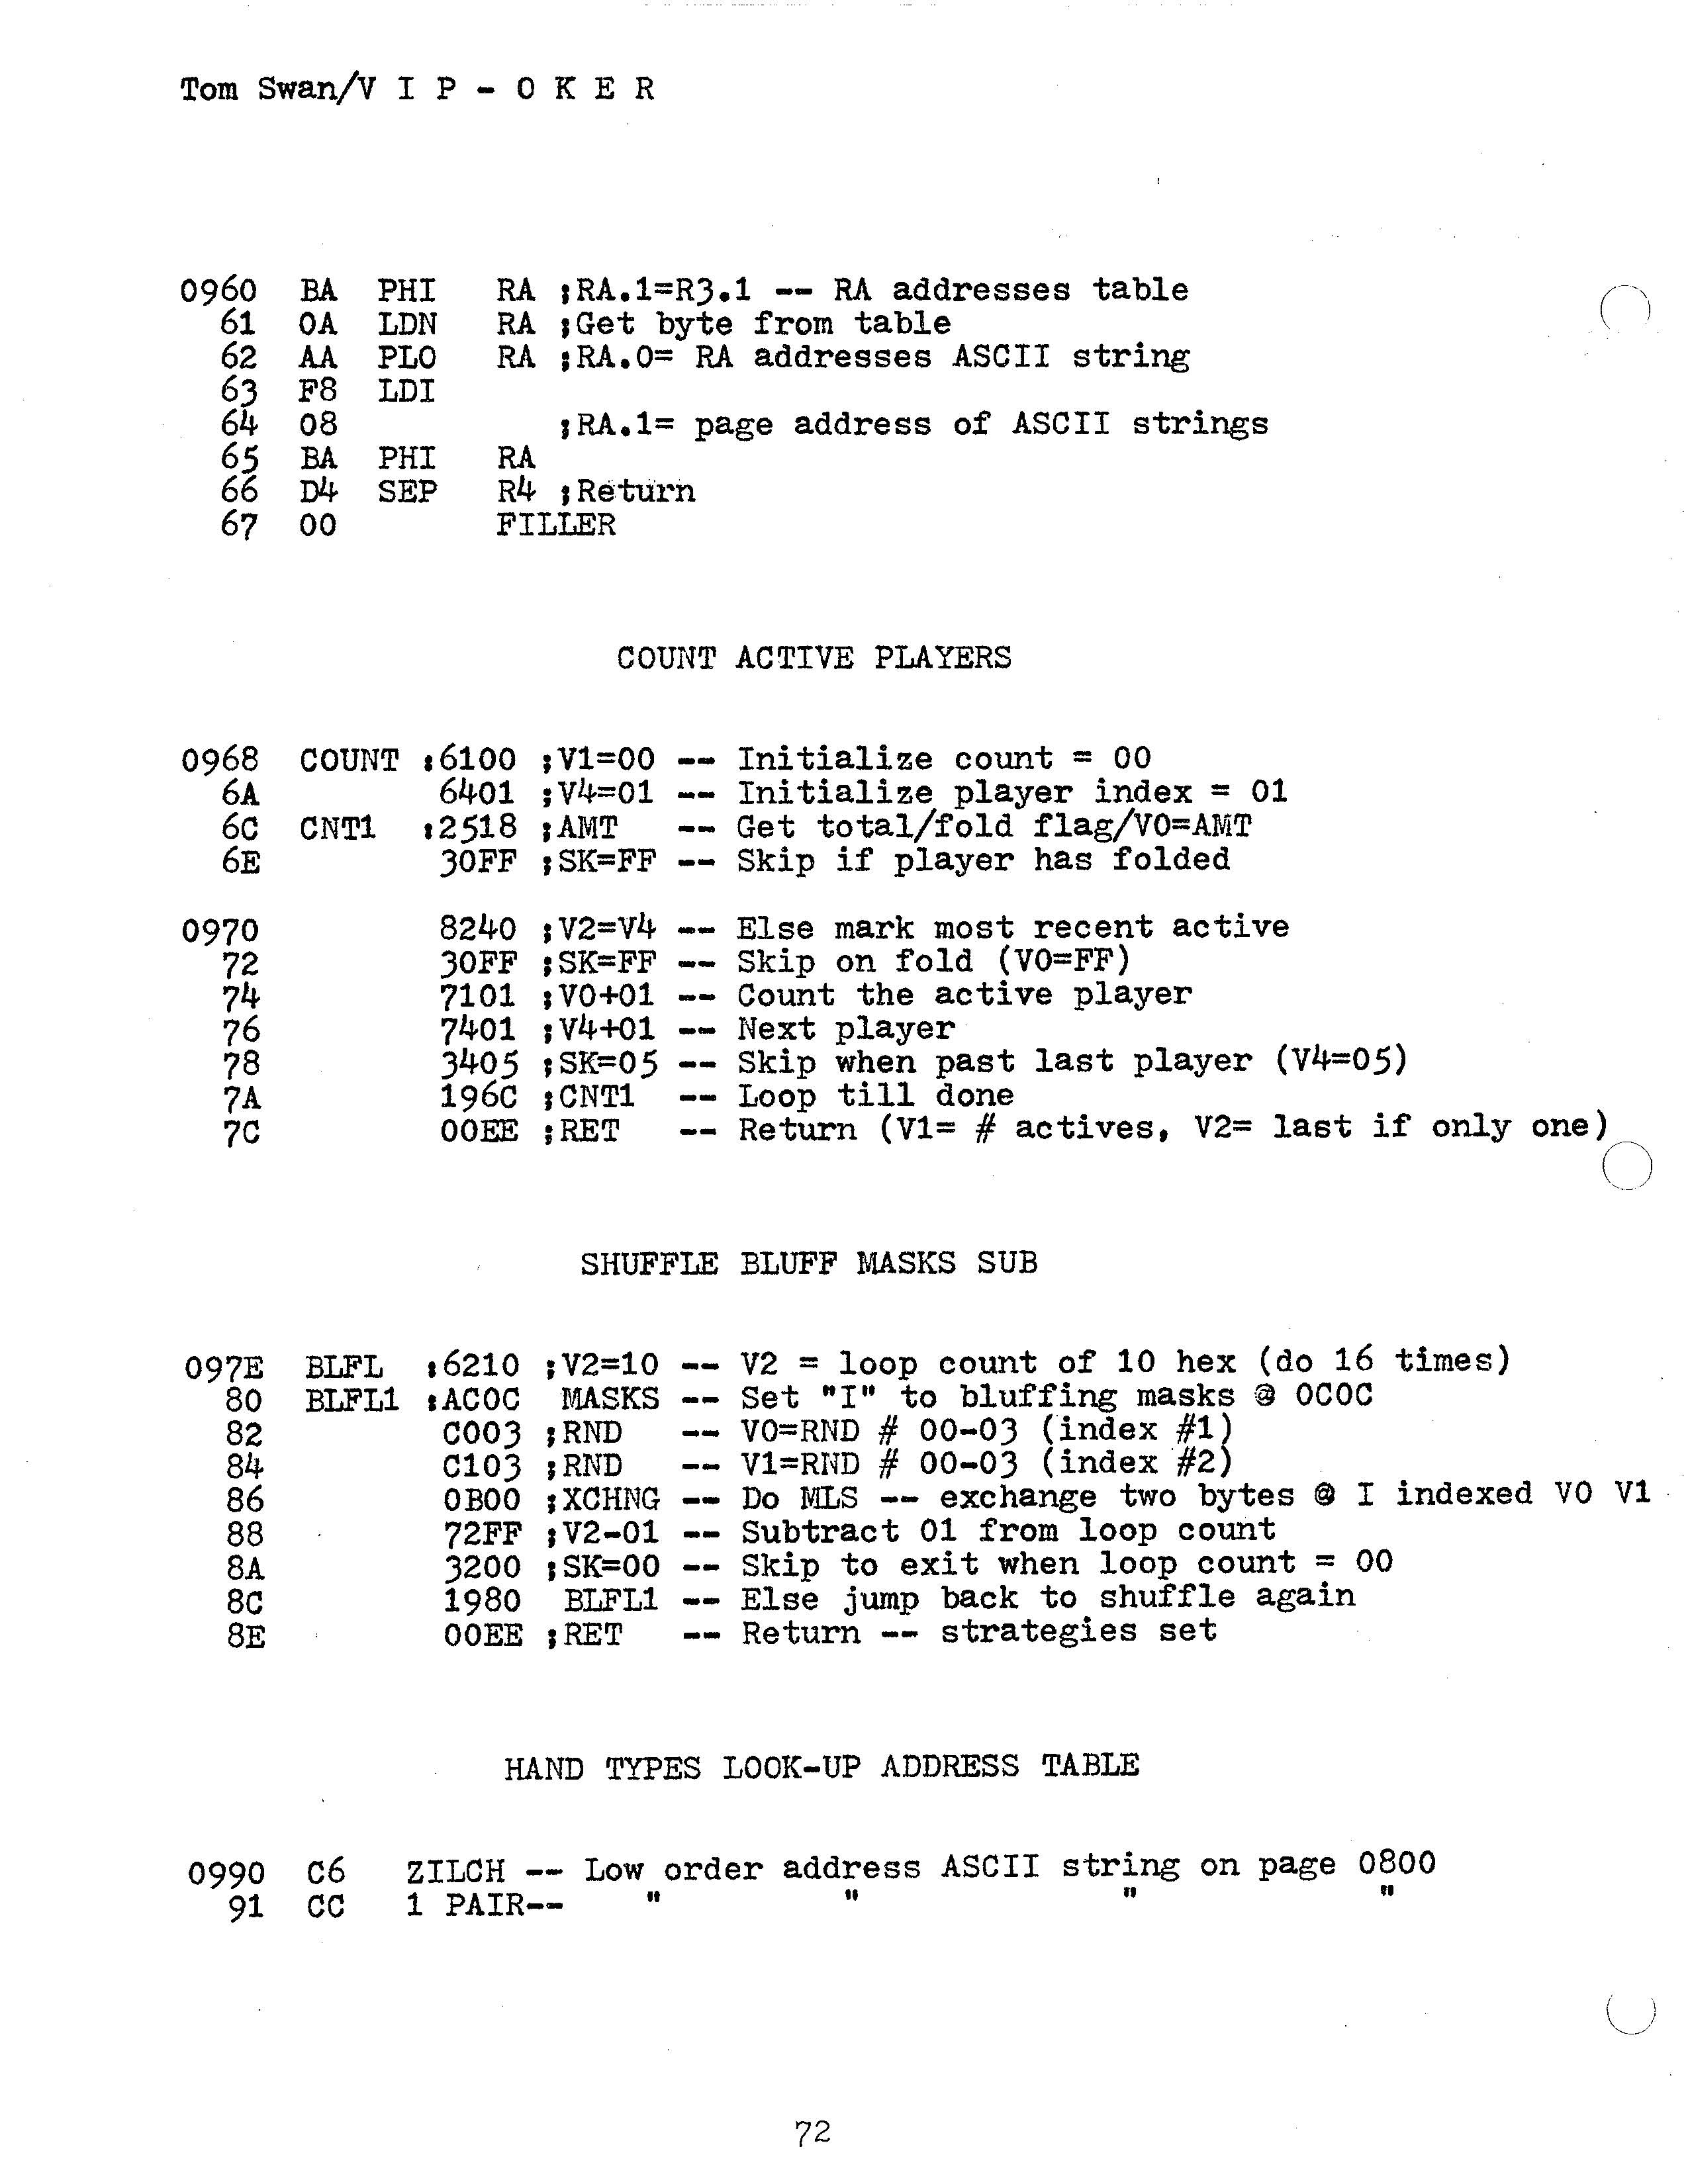 Tom Swan/V I P - O K E R
0960 BA PHI RA ;RA.1=R3.1 -- RA addresses table
61 0A LDN RA ;Get byte from table
62 AA PLO RA ;RA.0= RA addresses ASCII string
63 F8 LDI
64 08 ;RA.1= page address of ASCII strings
65 BA PHI RA
66 D4 SEP R4 ;Return
67 00 FILLER
COUNT ACTIVE PLAYERS
0968 COUNT :6100 ;V1=00 -- Initialize count = 00
6A 6401 ;V4=01 -- Initialize player index = 01
6C CNT1 :2518 ;AMT -- Get total/fold flag/V0=AMT
6E 30FF ;SK=FF -- Skip if player has folded
0970 8240 ;V2=V4 -- Else mark most recent active
72 30FF ;SK=FF -- Skip on fold (V0=FF)
74 7101 ;V0+01 -- Count the active player
76 7401 ;V4+01 -- Next player
78 3405 ;SK=05 -- Skip when past last player (V4=05)
7A 196C ;CNT1 -- Loop till done
7C 00EE ;RET -- Return (V1= # actives, V2= last if only one)
SHUFFLE BLUFF MASKS SUB
097E BLFL :6210 ;V2=10 -- V2 = loop count of 10 hex (do 16 times)
80 BLFL1 :AC0C MASKS -- Set "I" to bluffing masks @ 0C0C
82 C003 ;RND -- V0=RND # 00-03 (index #1)
84 C103 ;RND -- V1=RND # 00-03 (index #2)
86 0B00 ;XCHNG -- Do MLS -- exchange two bytes @ I indexed V0 V1
88 72FF ;V2-01 -- Subtract 01 from loop count
8A 3200 ;SK=00 -- Skip to exit when loop count = 00
8C 1980 BLFL1 -- Else jump back to shuffle again
8E 00EE ;RET -- Return -- strategies set
HAND TYPES LOOK-UP ADDRESS TABLE
0990 C6 ZILCH -- Low order address ASCII string on page 0800
91 CC 1 PAIR-- " " " "
72